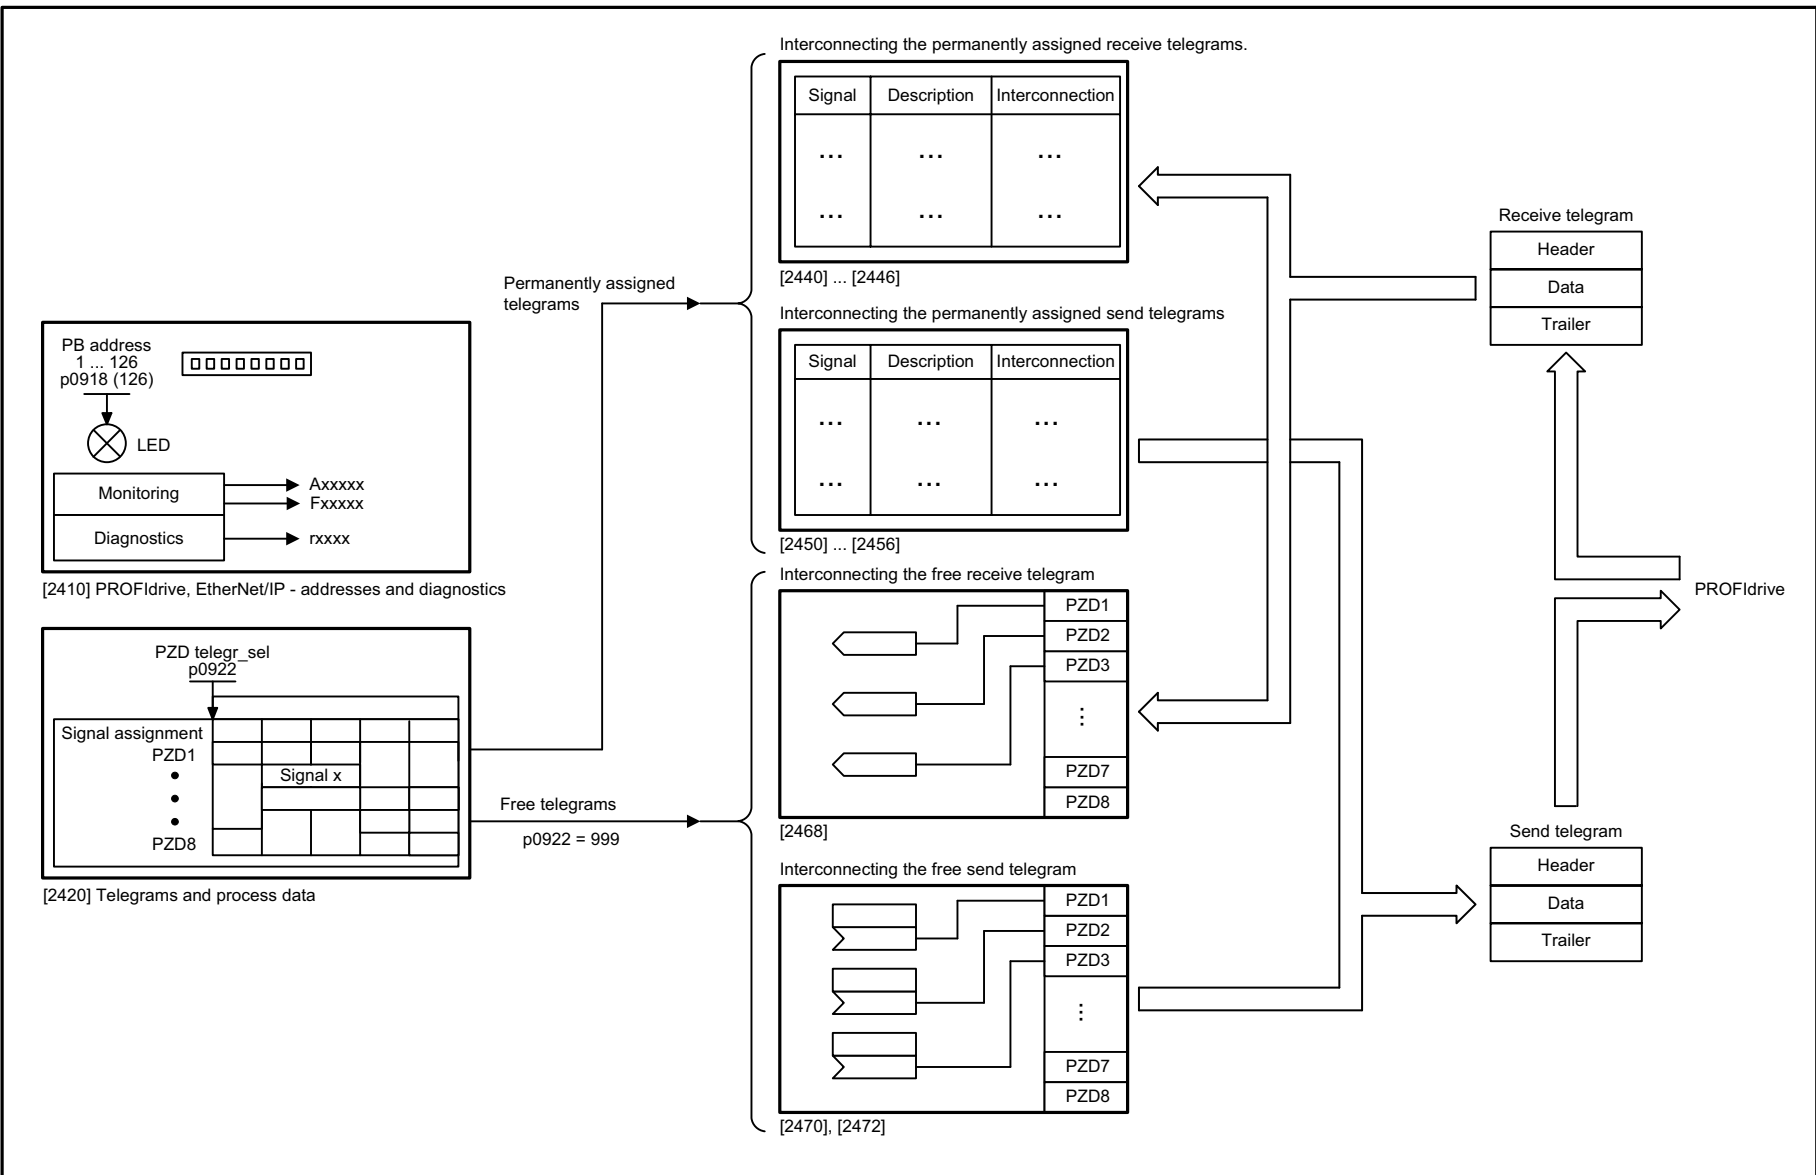 Interconnecting the permanently assigned receive telegrams.
Signal Description Interconnection
... ... ...
... ... ...
[2440] ... [2446]
Permanently assigned
telegrams
Interconnecting the permanently assigned send telegrams
Signal Description Interconnection
... ... ...
... ... ...
[2450] ... [2456]
PB address
1 ... 126
p0918 (126)
LED
Monitoring
Axxxxx
Fxxxxx
Diagnostics
rxxxx
[2410] PROFIdrive, EtherNet/IP - addresses and diagnostics
PZD telegr_sel
p0922
Signal assignment
PZD1
Signal x
PZD8
[2420] Telegrams and process data
Free telegrams
p0922 = 999
Interconnecting the free receive telegram
PZD1
PZD2
PZD3
⋮
PZD7
PZD8
[2468]
Interconnecting the free send telegram
PZD1
PZD2
PZD3
⋮
PZD7
PZD8
[2470], [2472]
Receive telegram
Header
Data
Trailer
PROFIdrive
Send telegram
Header
Data
Trailer